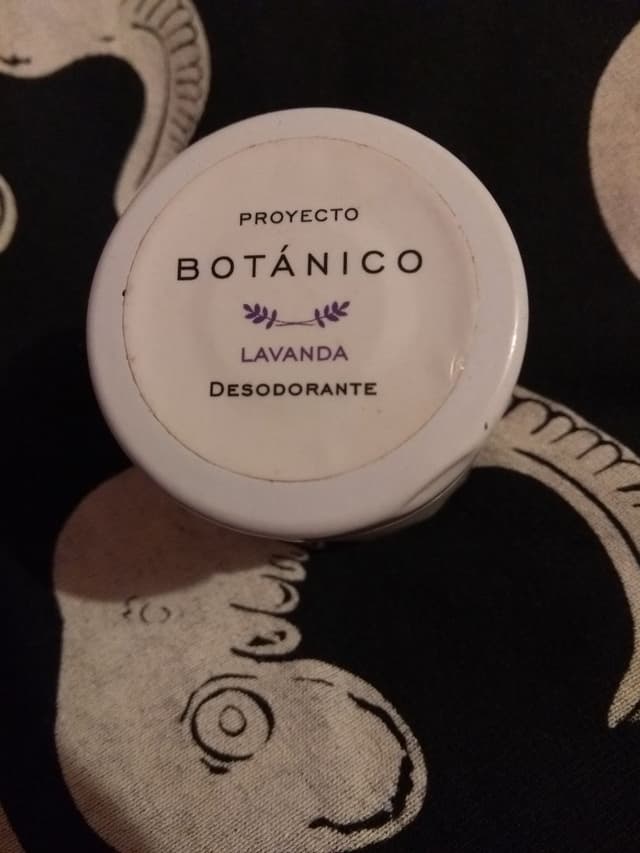 PROYECTO
BOTÁNICO
LAVANDA
DESODORANTE